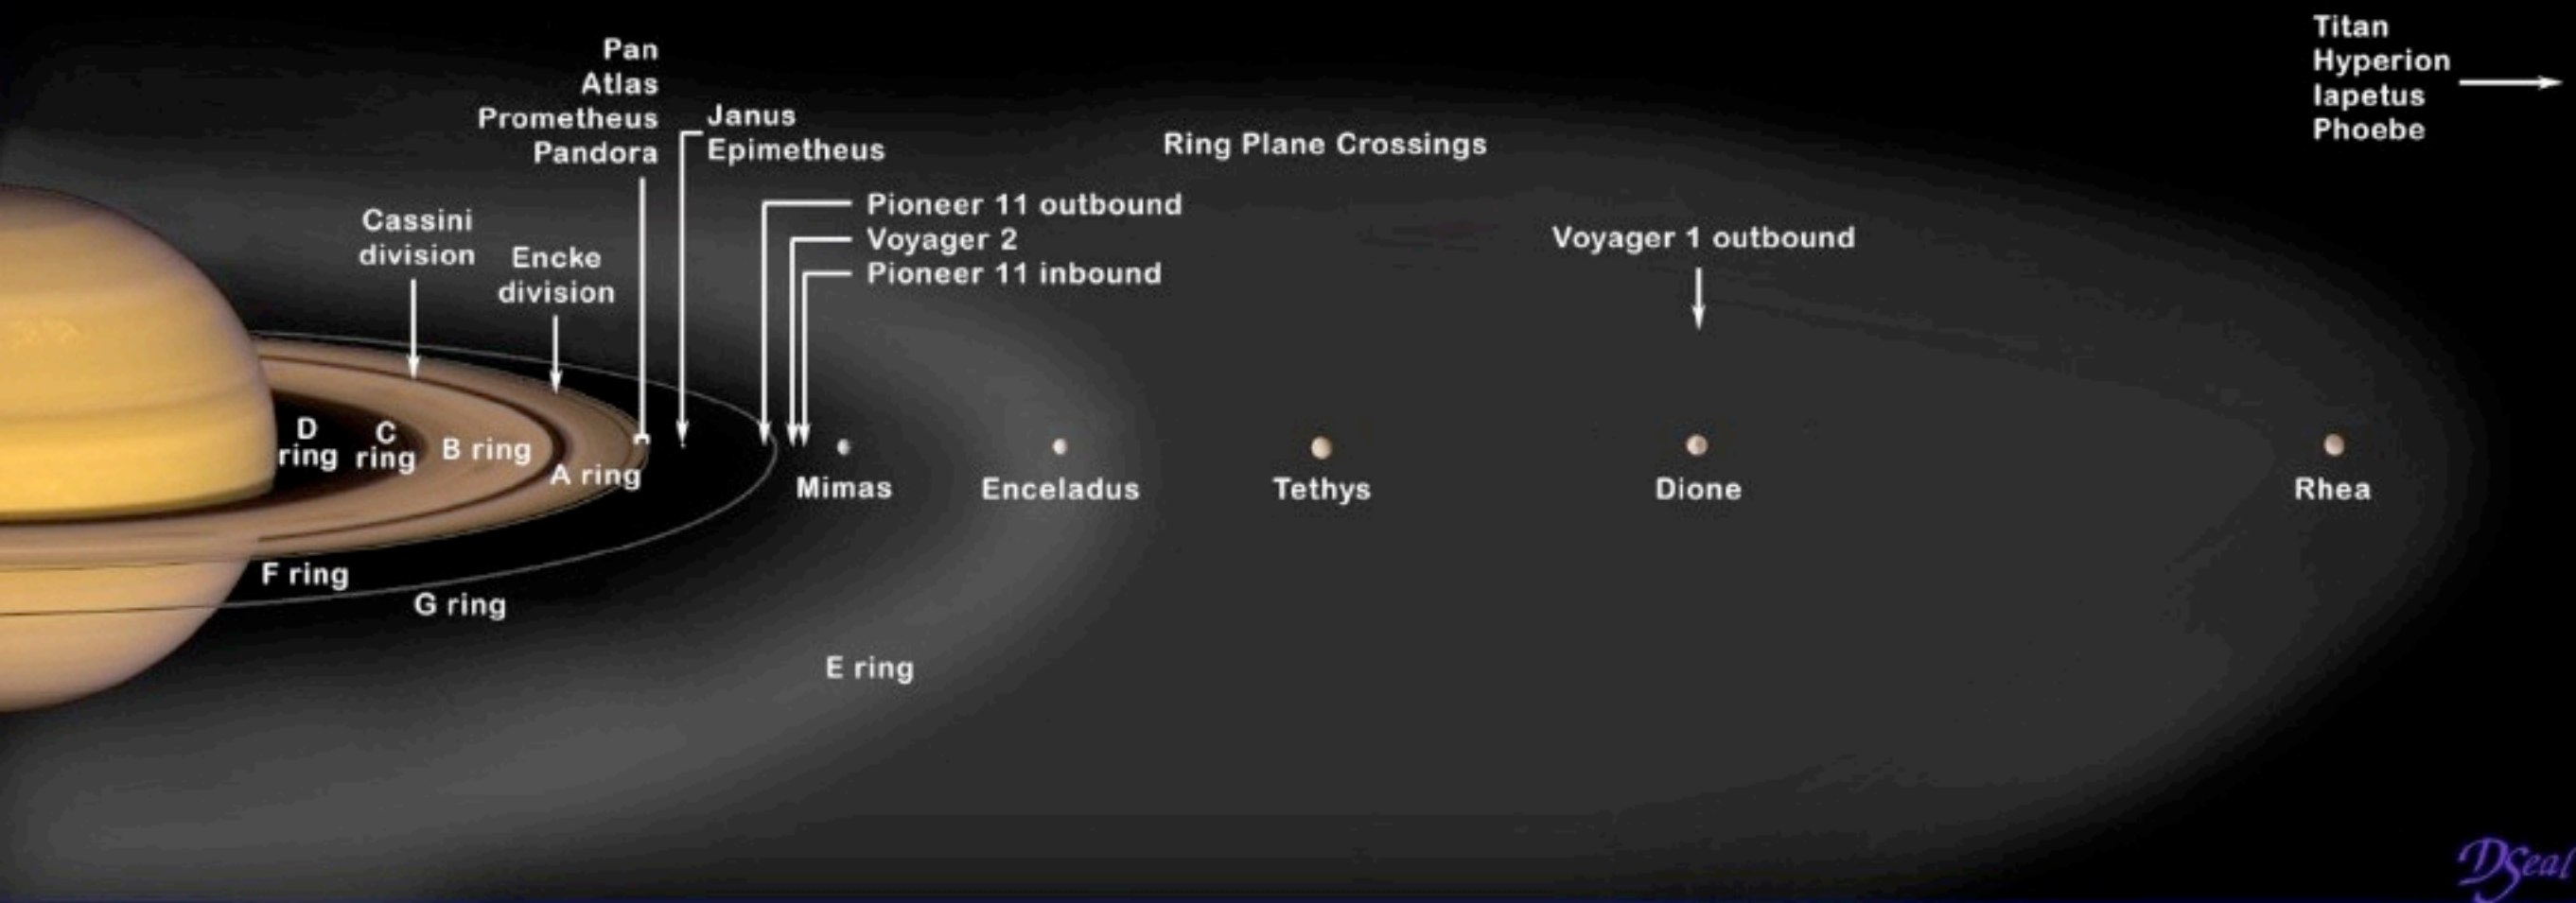 Titan
Hyperion
Iapetus
Phoebe
Pan
Atlas
Prometheus
Pandora
Janus
Epimetheus
Ring Plane Crossings
Pioneer 11 outbound
Voyager 2
Pioneer 11 inbound
Voyager 1 outbound
Cassini
division
Encke
division
D
ring
C
ring
B ring
A ring
Mimas
Enceladus
Tethys
Dione
Rhea
F ring
G ring
E ring
DSeal